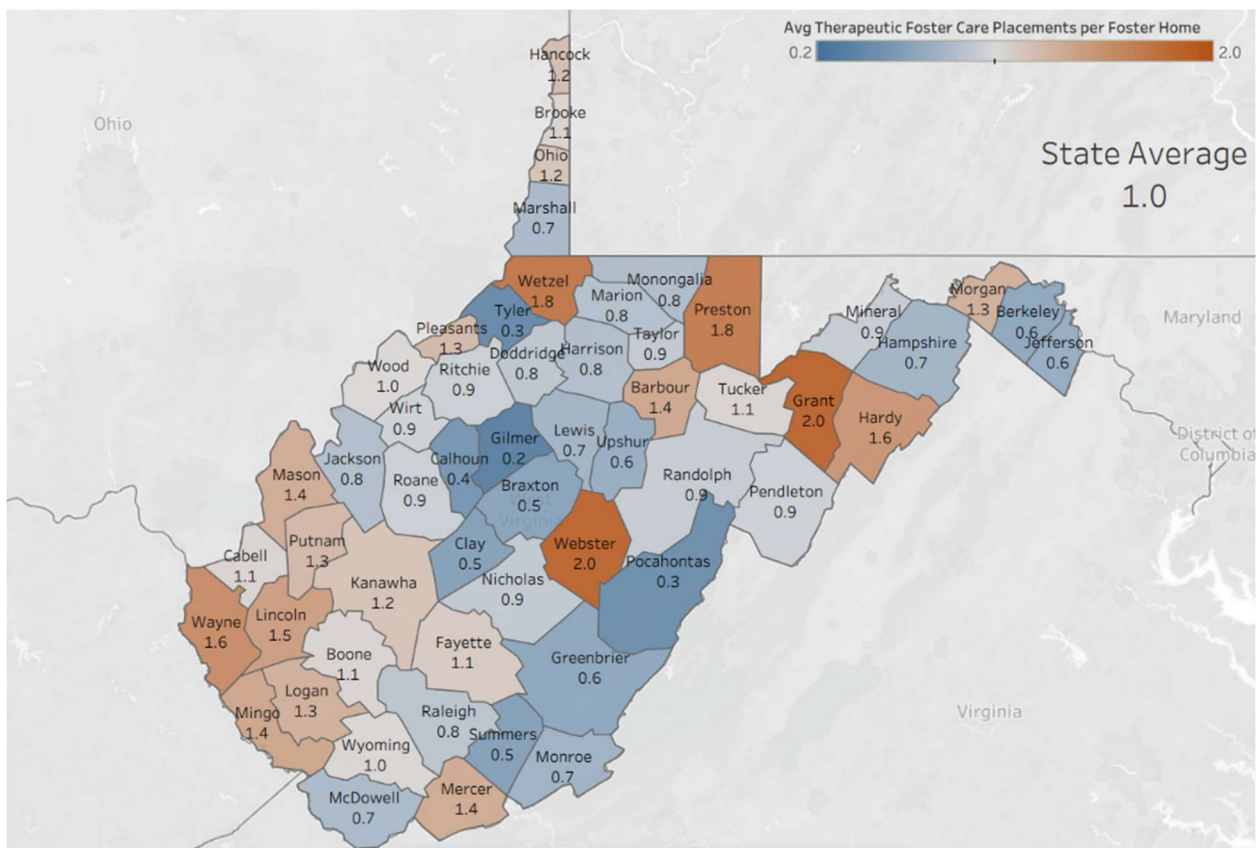 Avg Therapeutic Foster Care Placements per Foster Home
0.2
2.0
State Average
1.0
Ohio
Hancock
1.2
Brooke
1.1
Ohio
1.2
Marshall
0.7
Wetzel
1.8
Monongalia
0.8
Marion
0.8
Preston
1.8
Tyler
0.3
Pleasants
1.3
Taylor
0.9
Doddridge
0.8
Harrison
0.8
Mineral
0.9
Hampshire
0.7
Morgan
1.3
Berkeley
0.6
Jefferson
0.6
Maryland
Wood
1.0
Ritchie
0.9
Wirt
0.9
Barbour
1.4
Tucker
1.1
Grant
2.0
Hardy
1.6
District of
Columbia
Gilmer
0.2
Lewis
0.7
Upshur
0.6
Calhoun
0.4
Jackson
0.8
Roane
0.9
Mason
1.4
Braxton
0.5
West
Virginia
Randolph
0.9
Pendleton
0.9
Cabell
1.1
Putnam
1.3
Clay
0.5
Webster
2.0
Pocahontas
0.3
Kanawha
1.2
Nicholas
0.9
Wayne
1.6
Lincoln
1.5
Boone
1.1
Fayette
1.1
Greenbrier
0.6
Mingo
1.4
Logan
1.3
Raleigh
0.8
Summers
0.5
Virginia
Wyoming
1.0
Monroe
0.7
McDowell
0.7
Mercer
1.4